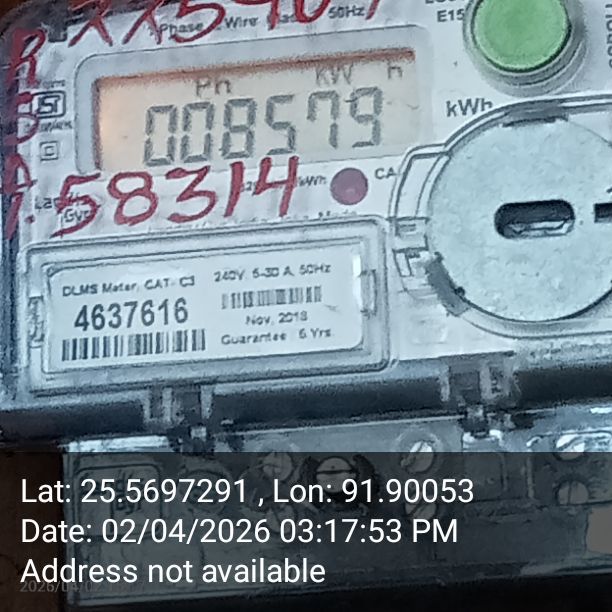 Phase Wire 50Hz
Ph KW h
008579
kWh
58314
DLMS Meter, CAT- C3
240V, 5-30 A, 50Hz
4637616
Nov, 2018
Guarantee 5 Yrs.
Lat: 25.5697291 , Lon: 91.90053
Date: 02/04/2026 03:17:53 PM
Address not available